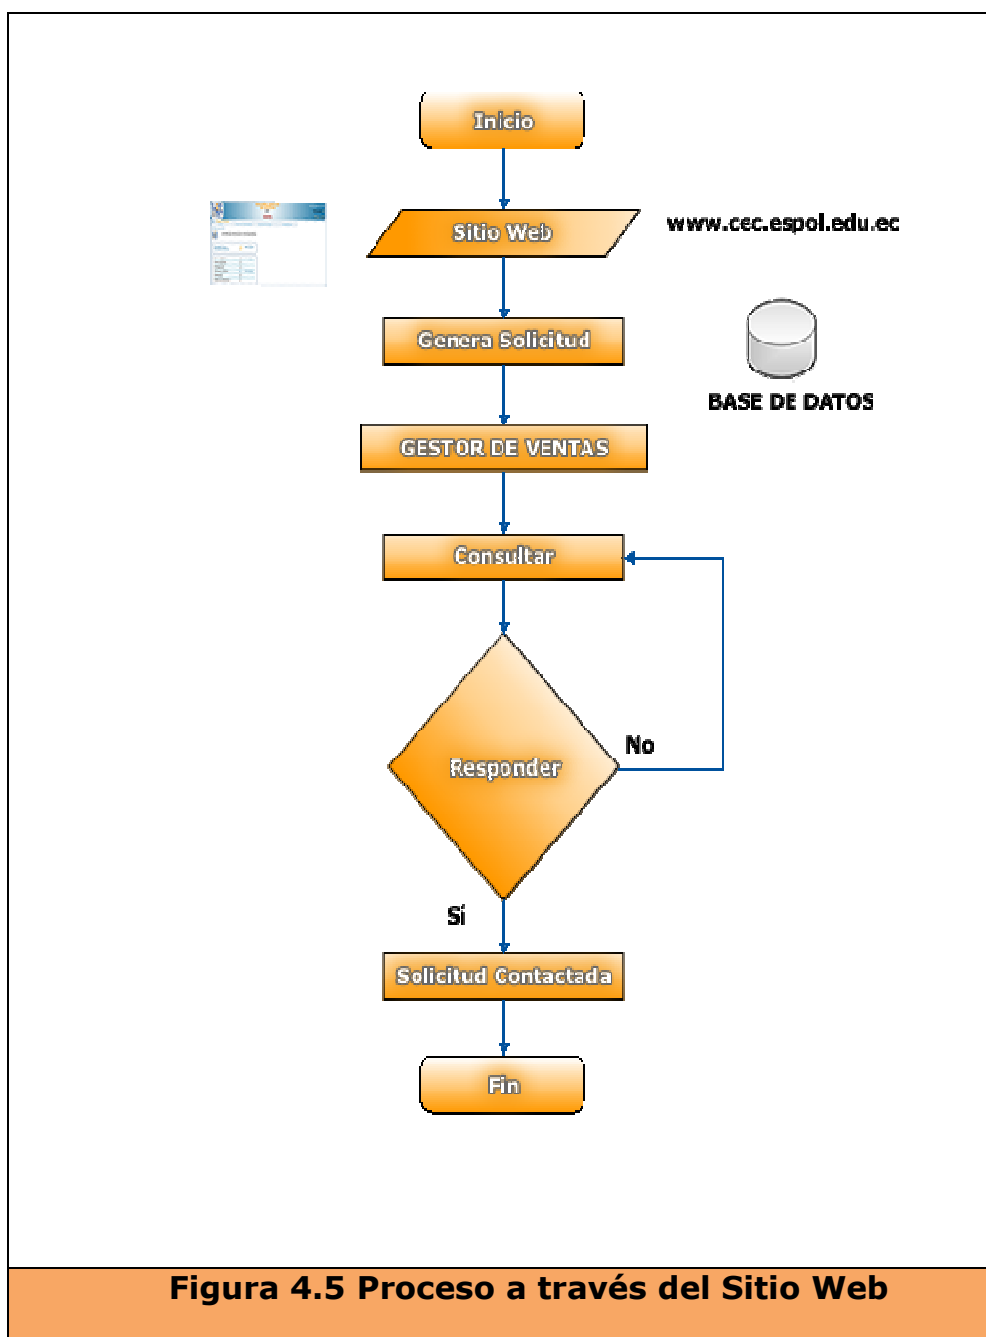 Inicio
Sitio Web
www.cec.espol.edu.ec
Genera Solicitud
BASE DE DATOS
GESTOR DE VENTAS
Consultar
No
Responder
Sí
Solicitud Contactada
Fin
Figura 4.5 Proceso a través del Sitio Web